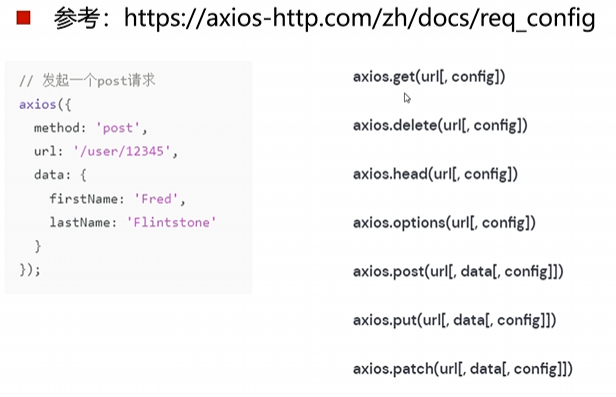 参考：https://axios-http.com/zh/docs/req_config
// 发起一个post请求
axios({
  method: 'post',
  url: '/user/12345',
  data: {
    firstName: 'Fred',
    lastName: 'Flintstone'
  }
});
axios.get(url[, config])
axios.delete(url[, config])
axios.head(url[, config])
axios.options(url[, config])
axios.post(url[, data[, config]])
axios.put(url[, data[, config]])
axios.patch(url[, data[, config]])